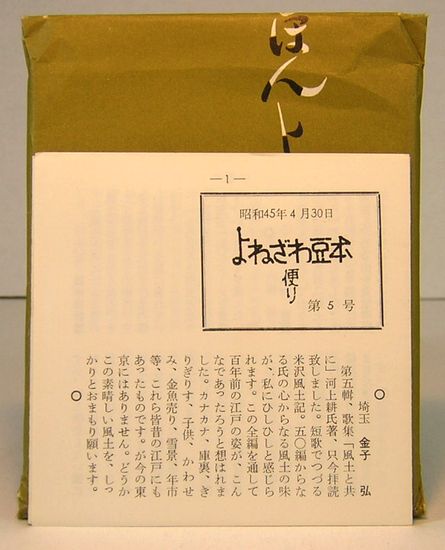 ほんト
—1—
昭和45年4月30日
よねざわ豆本
便り
第5号
埼玉 金子 弘
第五輯、歌集「風土と共
に」河上耕氏著、只今拝読
致しました。短歌でつづる
米沢風土記。五〇編からな
る氏の心からなる風土の味
が、私にひしひしと感じら
れます。この全編を通して
百年前の江戸の姿が、こん
なであったろうと想はれま
した。カナカナ、庫裏、き
りぎりす、子供、かわせ
み、金魚売り、雪景、年市
等、これら皆昔の江戸にも
あったものです。が今の東
京にはありません。どうか
この素晴しい風土を、しっ
かりとおまもり願います。